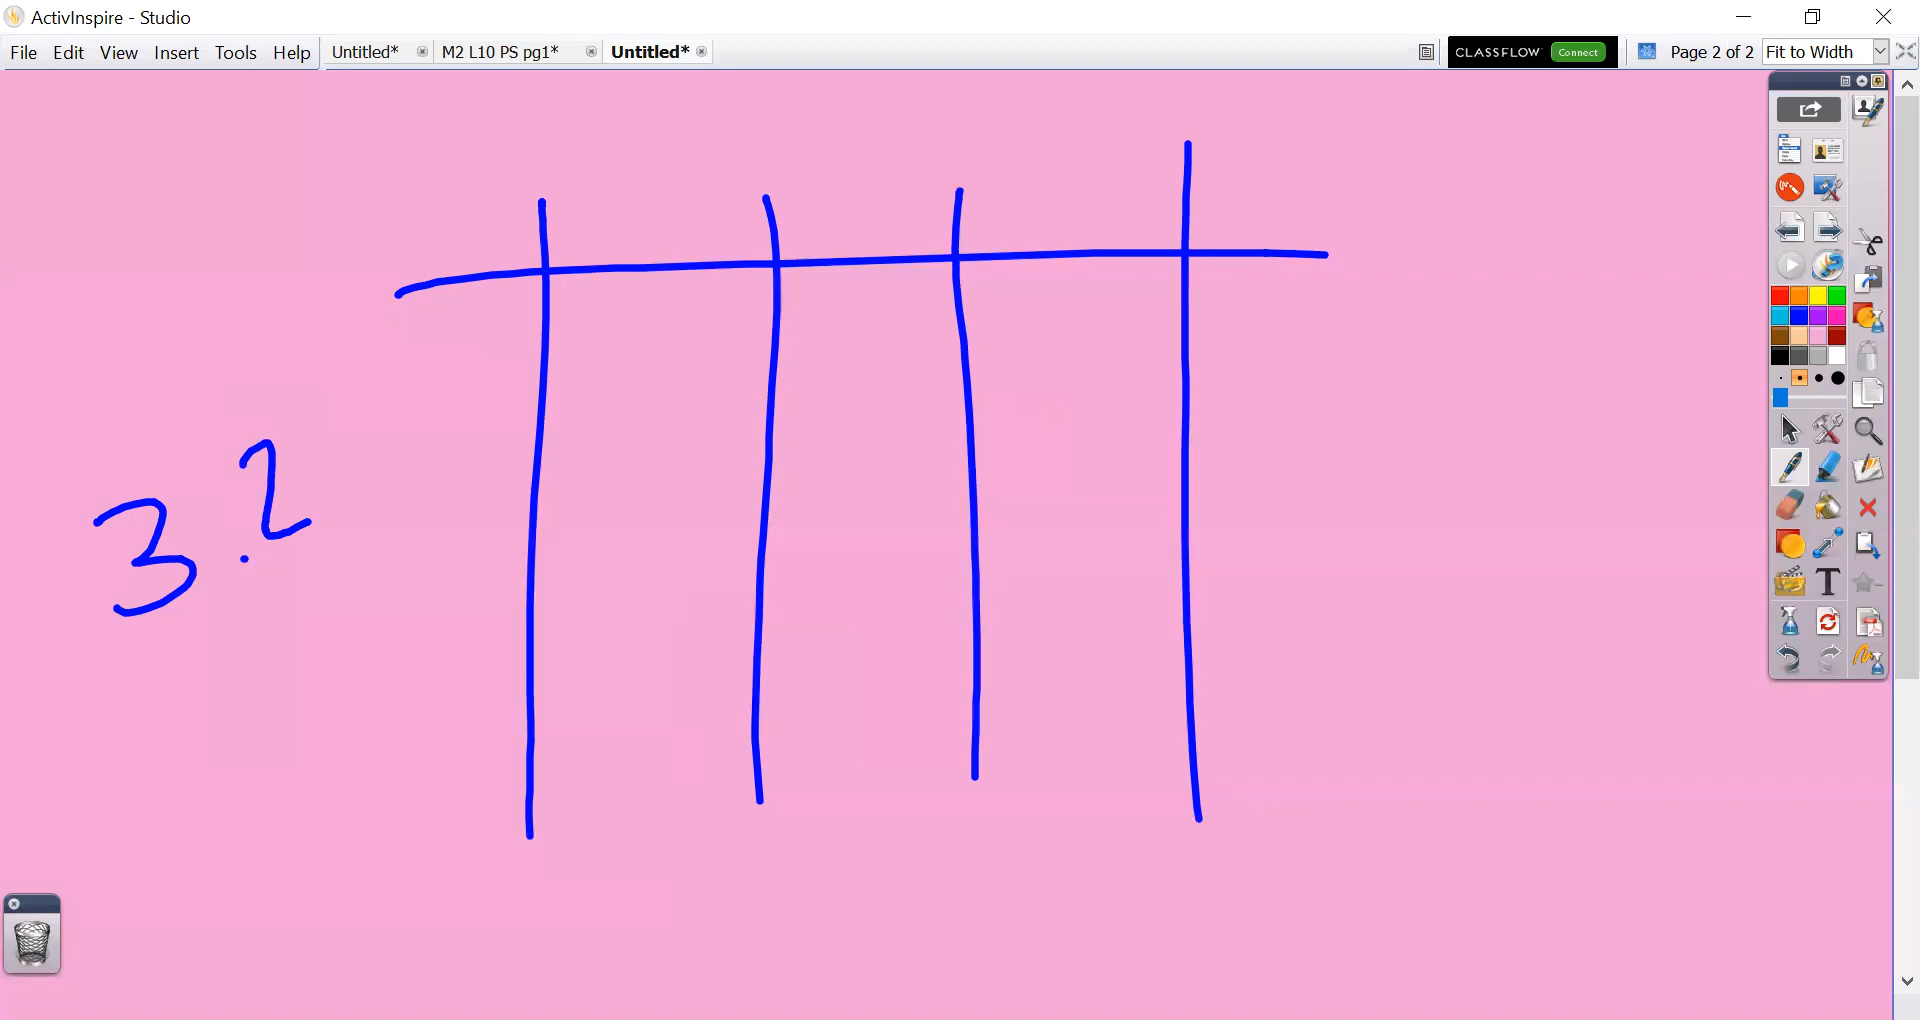 ActivInspire - Studio
File Edit View Insert Tools Help Untitled* M2 L10 PS pg1* Untitled* CLASSFLOW Connect Page 2 of 2 Fit to Width
T
3.2